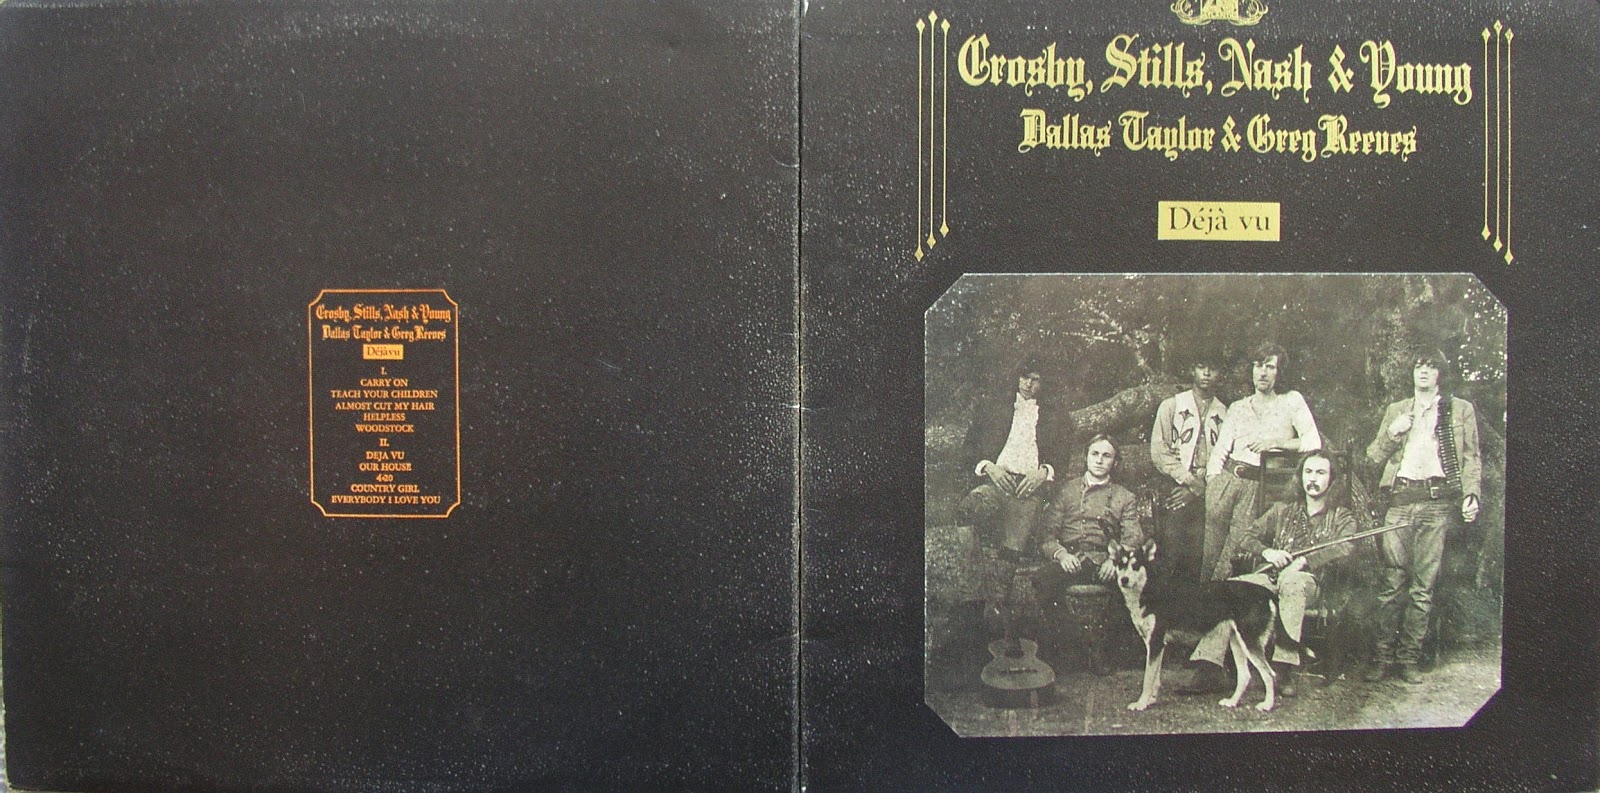 Crosby, Stills, Nash & Young
Dallas Taylor & Greg Reeves
Déjà vu
I.
CARRY ON
TEACH YOUR CHILDREN
ALMOST CUT MY HAIR
HELPLESS
WOODSTOCK
II.
DEJA VU
OUR HOUSE
4+20
COUNTRY GIRL
EVERYBODY I LOVE YOU
Crosby, Stills, Nash & Young
Dallas Taylor & Greg Reeves
Déjà vu